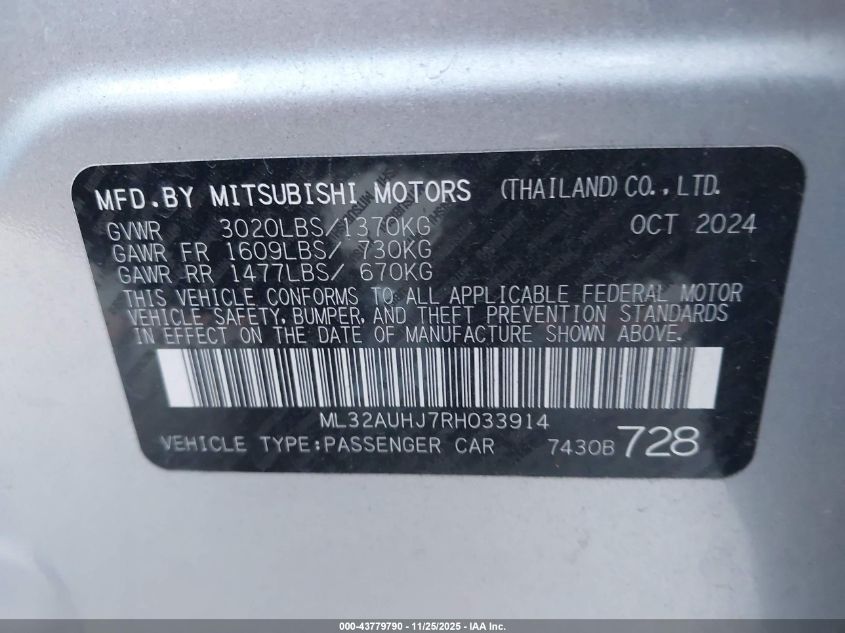 MFD.BY MITSUBISHI MOTORS (THAILAND) CO., LTD.
GVWR 3020LBS/1370KG OCT 2024
GAWR FR 1609LBS/ 730KG
GAWR RR 1477LBS/ 670KG
THIS VEHICLE CONFORMS TO ALL APPLICABLE FEDERAL MOTOR
VEHICLE SAFETY, BUMPER, AND THEFT PREVENTION STANDARDS
IN EFFECT ON THE DATE OF MANUFACTURE SHOWN ABOVE.
ML32AUHJ7RH033914
VEHICLE TYPE:PASSENGER CAR 7430B 728
000-43779790 - 11/25/2025 - IAA Inc.